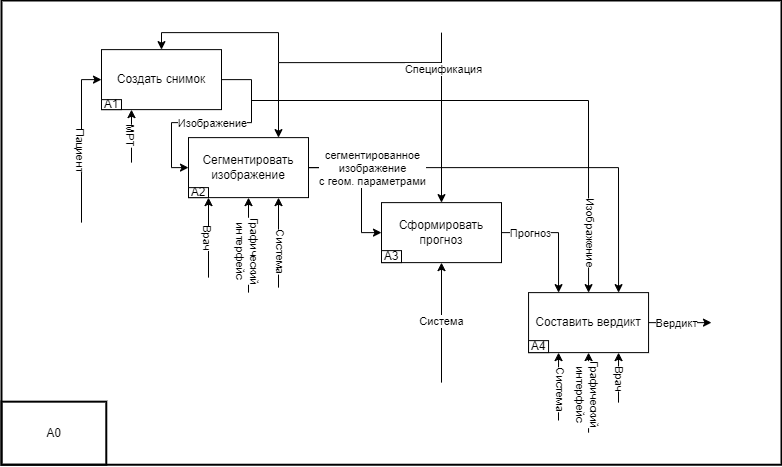 Спецификация
Создать снимок
A1
Пациент
МРТ
Изображение
Сегментировать
изображение
A2
сегментированное
изображение
с геом. параметрами
Врач
Графический
интерфейс
Система
Сформировать
прогноз
A3
Прогноз
Изображение
Система
Составить вердикт
A4
Вердикт
Система
Графический
интерфейс
Врач
A0